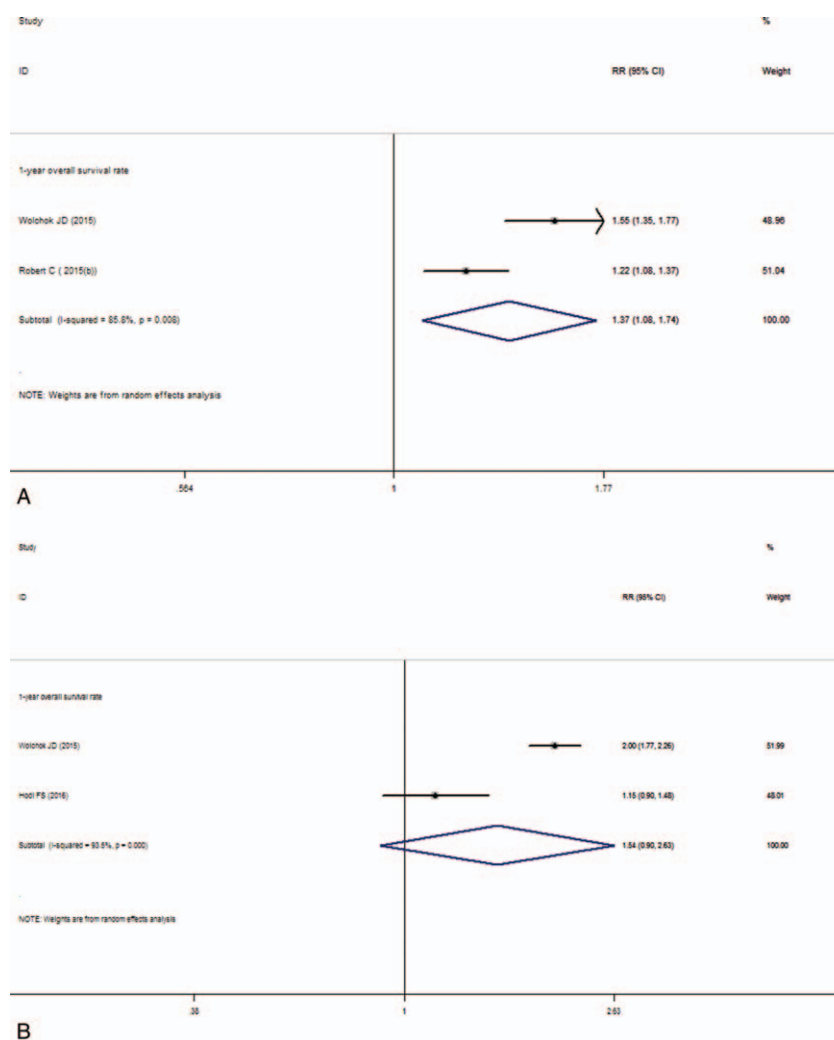 Study %
ID RR (95% CI) Weight
1-year overall survival rate
Wolchok JD (2015) 1.55 (1.35, 1.77) 48.96
Robert C ( 2015(b)) 1.22 (1.08, 1.37) 51.04
Subtotal (I-squared = 85.8%, p = 0.008) 1.37 (1.08, 1.74) 100.00
.
NOTE: Weights are from random effects analysis
A
.564 1 1.77
Study %
ID RR (95% CI) Weight
1-year overall survival rate
Wolchok JD (2015) 2.00 (1.77, 2.26) 51.99
Hodi FS (2016) 1.15 (0.90, 1.48) 48.01
Subtotal (I-squared = 93.6%, p = 0.000) 1.54 (0.90, 2.63) 100.00
.
NOTE: Weights are from random effects analysis
B
.38 1 2.63